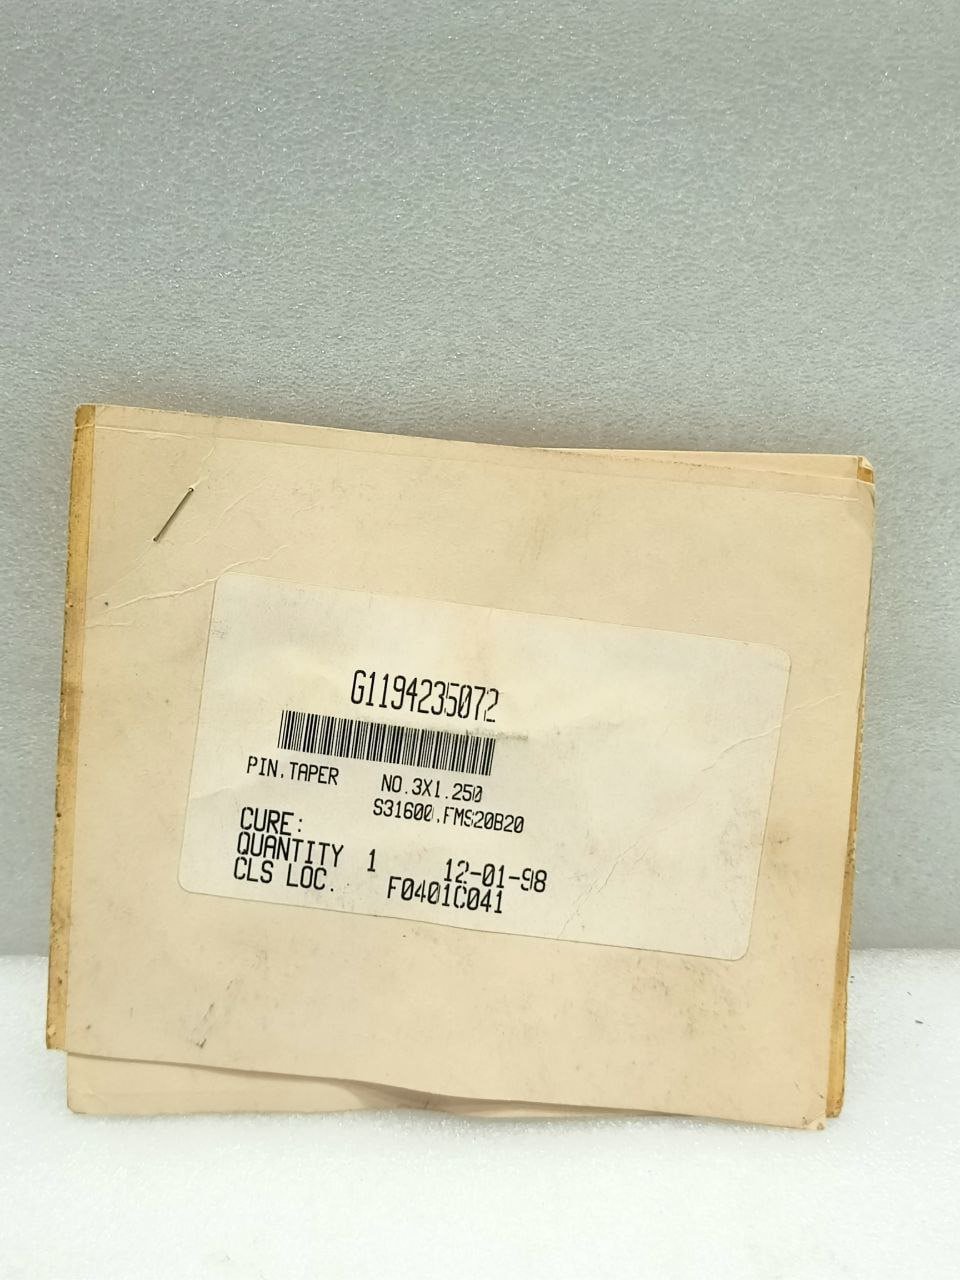 G1194235072
PIN,TAPER NO.3X1.250
S31600,FMS20B20
CURE:
QUANTITY 1 12-01-98
CLS LOC. F0401C041